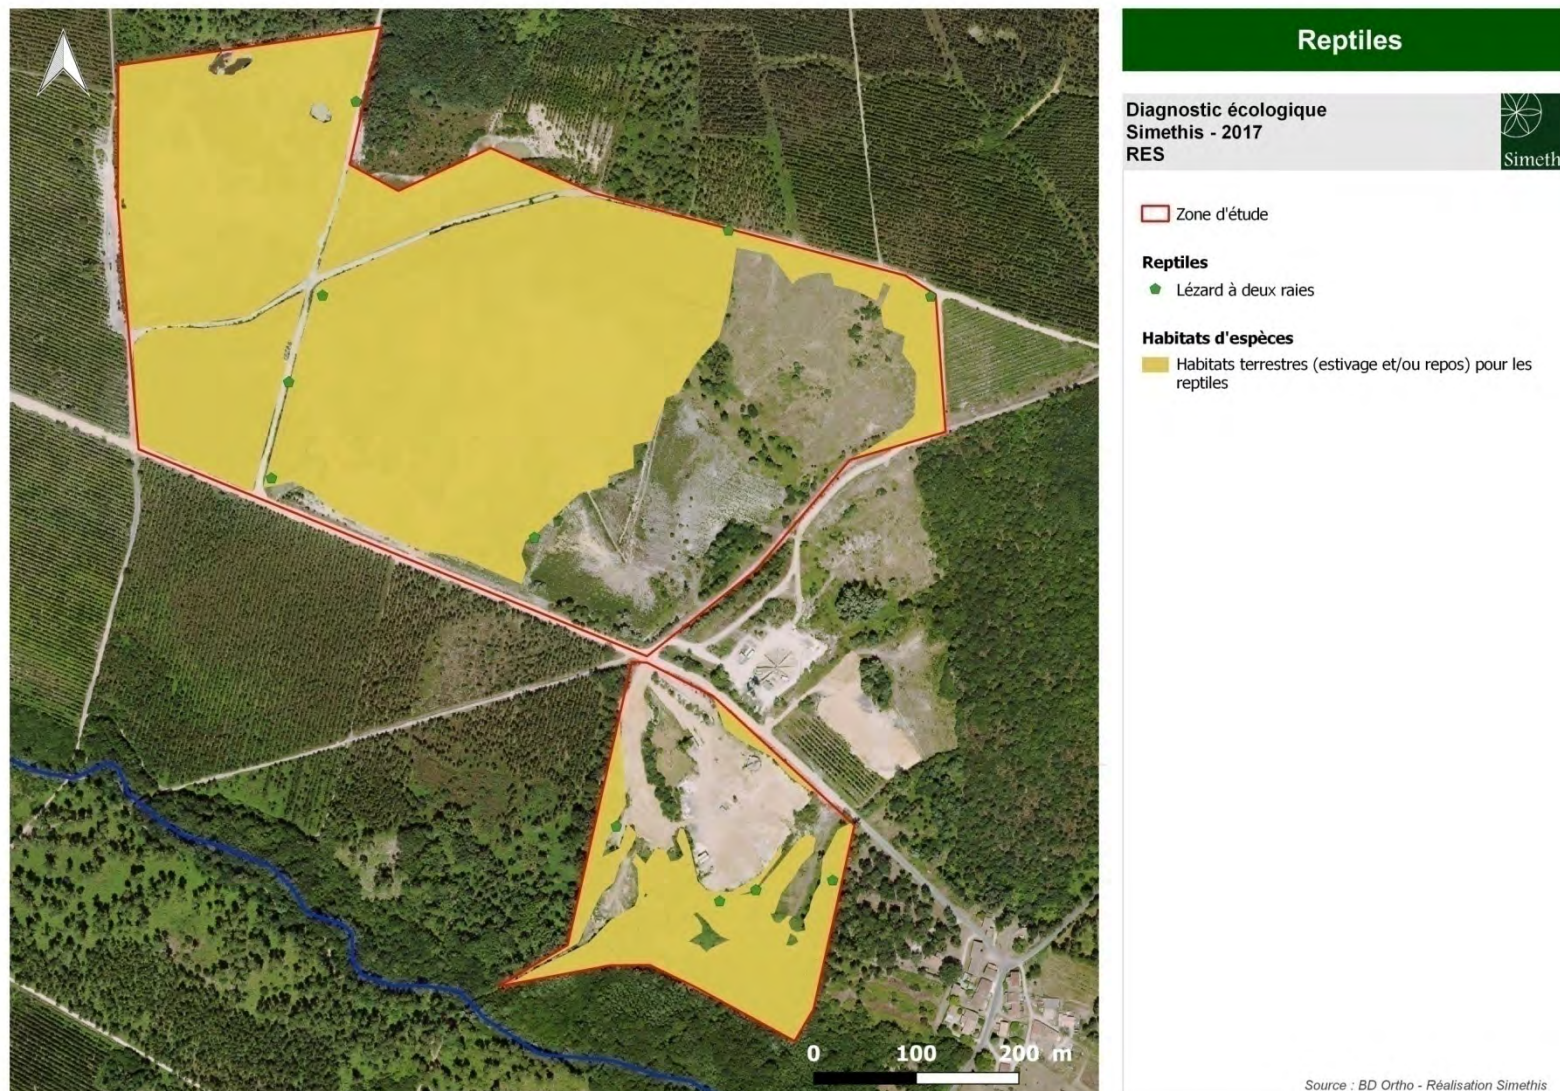 Reptiles
Diagnostic écologique
Simethis - 2017
RES
Simeth
Zone d'étude
Reptiles
Lézard à deux raies
Habitats d'espèces
Habitats terrestres (estivage et/ou repos) pour les
reptiles
0 100 200 m
Source : BD Ortho - Réalisation Simethis